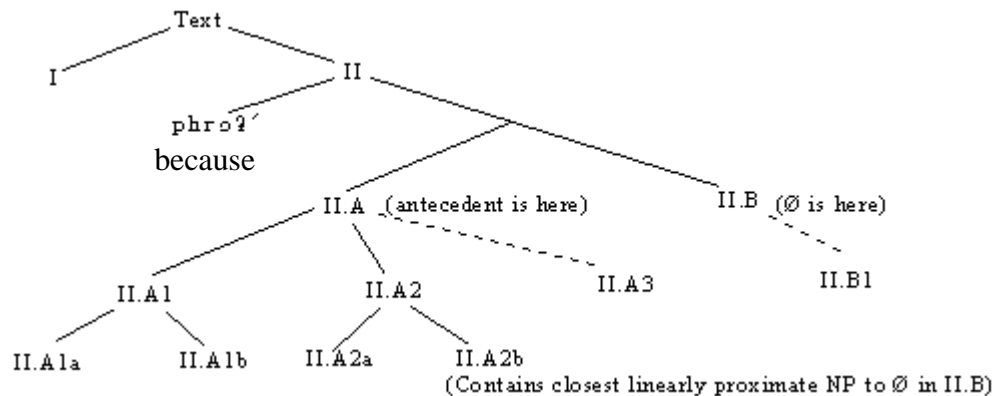 Text
I
II
phrɔʔ´
because
II.A (antecedent is here)
II.B (Ø is here)
II.A1
II.A2
II.A3
II.B1
II.A1a
II.A1b
II.A2a
II.A2b
(Contains closest linearly proximate NP to Ø in II.B)